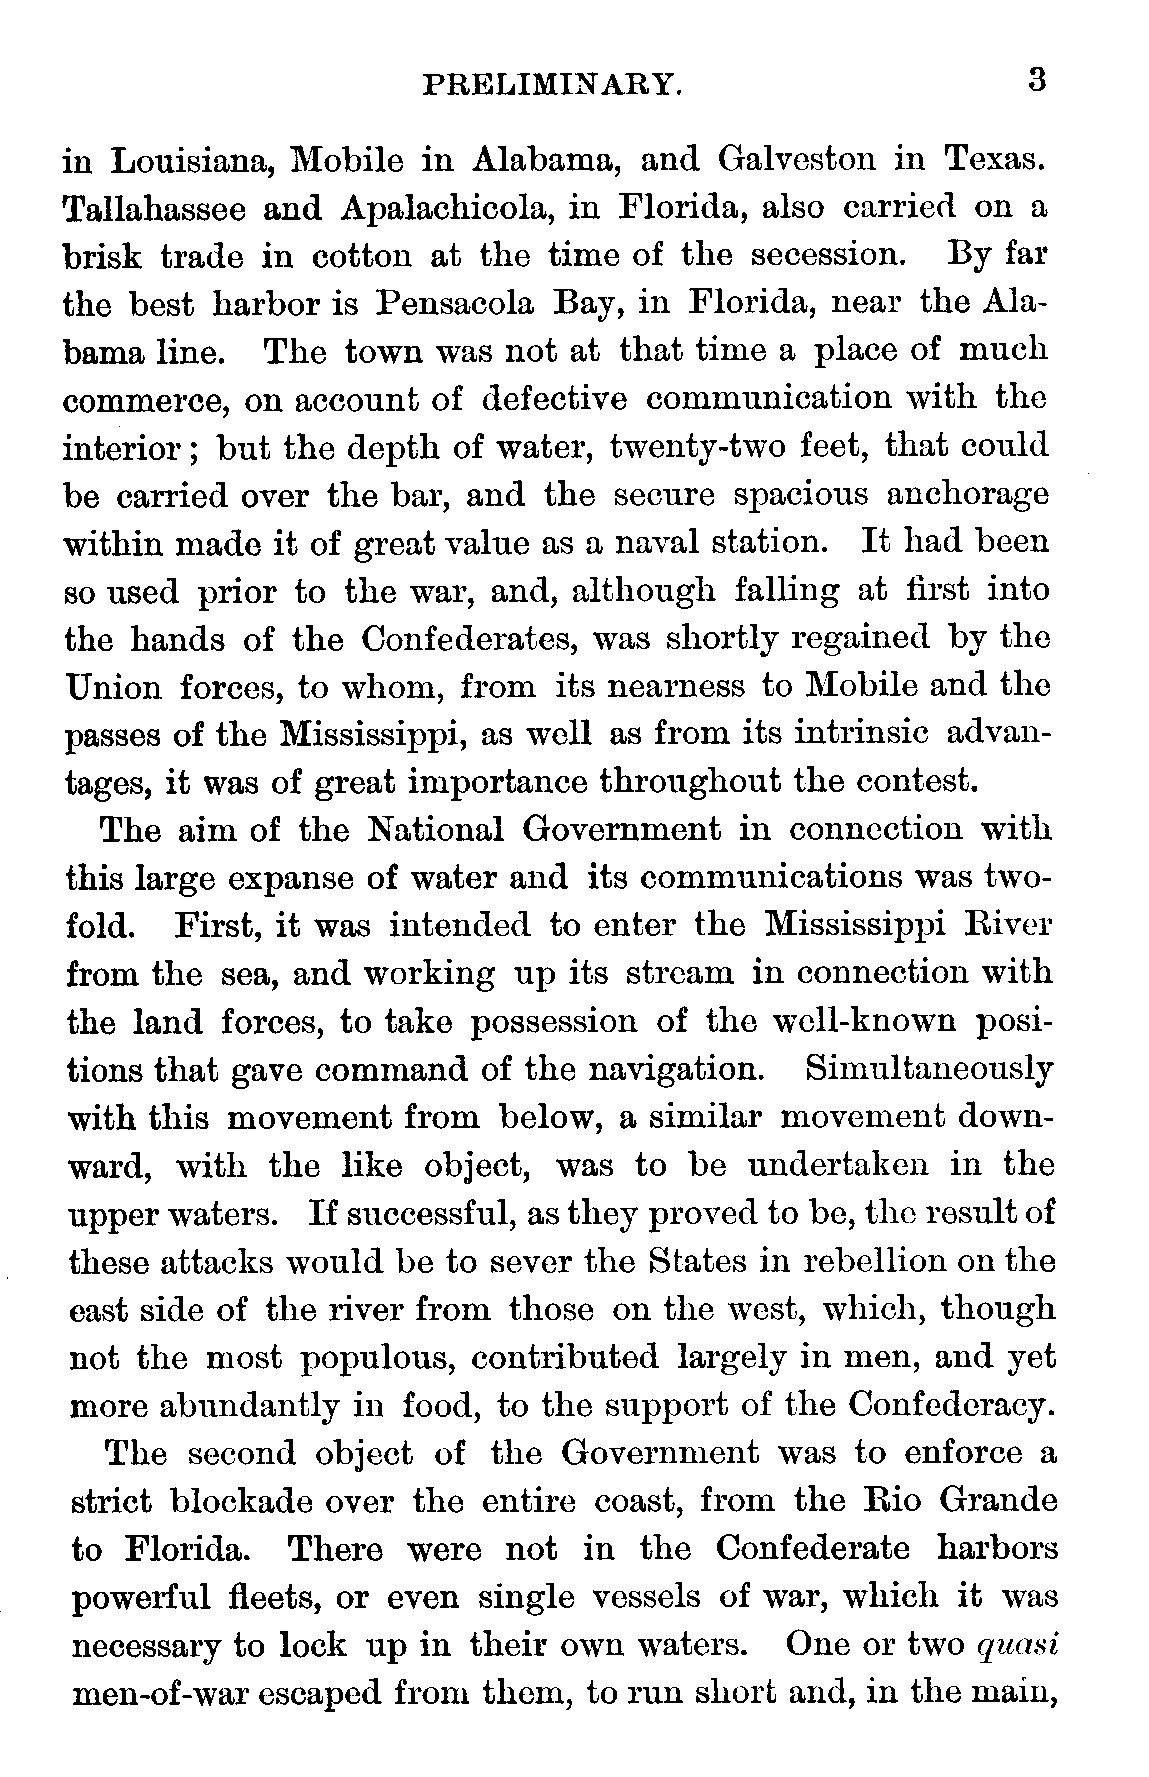 PRELIMINARY. 3
in Louisiana, Mobile in Alabama, and Galveston in Texas.
Tallahassee and Apalachicola, in Florida, also carried on a
brisk trade in cotton at the time of the secession. By far
the best harbor is Pensacola Bay, in Florida, near the Ala-
bama line. The town was not at that time a place of much
commerce, on account of defective communication with the
interior; but the depth of water, twenty-two feet, that could
be carried over the bar, and the secure spacious anchorage
within made it of great value as a naval station. It had been
so used prior to the war, and, although falling at first into
the hands of the Confederates, was shortly regained by the
Union forces, to whom, from its nearness to Mobile and the
passes of the Mississippi, as well as from its intrinsic advan-
tages, it was of great importance throughout the contest.
The aim of the National Government in connection with
this large expanse of water and its communications was two-
fold. First, it was intended to enter the Mississippi River
from the sea, and working up its stream in connection with
the land forces, to take possession of the well-known posi-
tions that gave command of the navigation. Simultaneously
with this movement from below, a similar movement down-
ward, with the like object, was to be undertaken in the
upper waters. If successful, as they proved to be, the result of
these attacks would be to sever the States in rebellion on the
east side of the river from those on the west, which, though
not the most populous, contributed largely in men, and yet
more abundantly in food, to the support of the Confederacy.
The second object of the Government was to enforce a
strict blockade over the entire coast, from the Rio Grande
to Florida. There were not in the Confederate harbors
powerful fleets, or even single vessels of war, which it was
necessary to lock up in their own waters. One or two quasi
men-of-war escaped from them, to run short and, in the main,